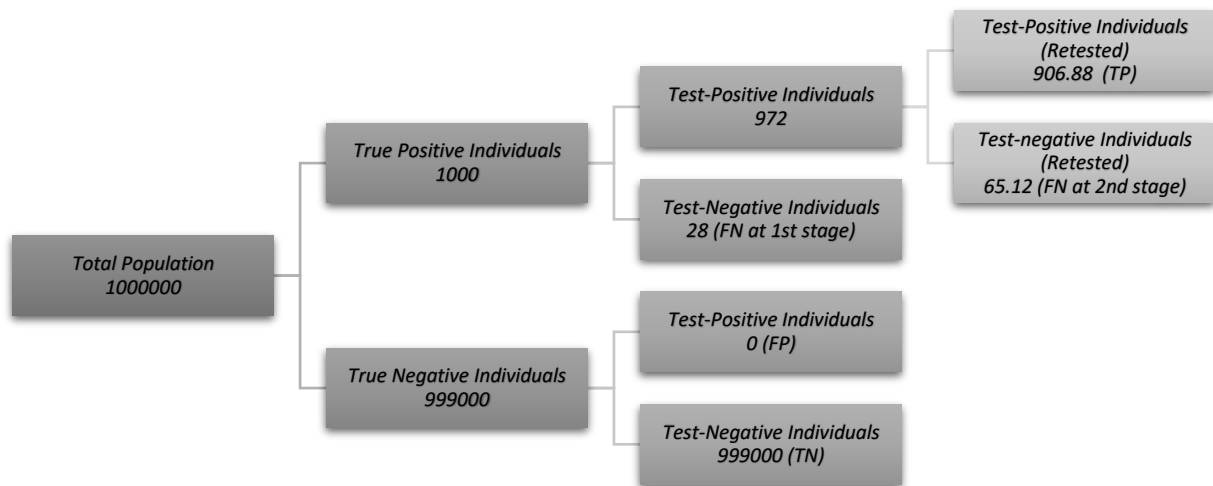 Total Population
1000000
True Positive Individuals
1000
Test-Positive Individuals
972
Test-Positive Individuals
(Retested)
906.88 (TP)
Test-negative Individuals
(Retested)
65.12 (FN at 2nd stage)
Test-Negative Individuals
28 (FN at 1st stage)
True Negative Individuals
999000
Test-Positive Individuals
0 (FP)
Test-Negative Individuals
999000 (TN)